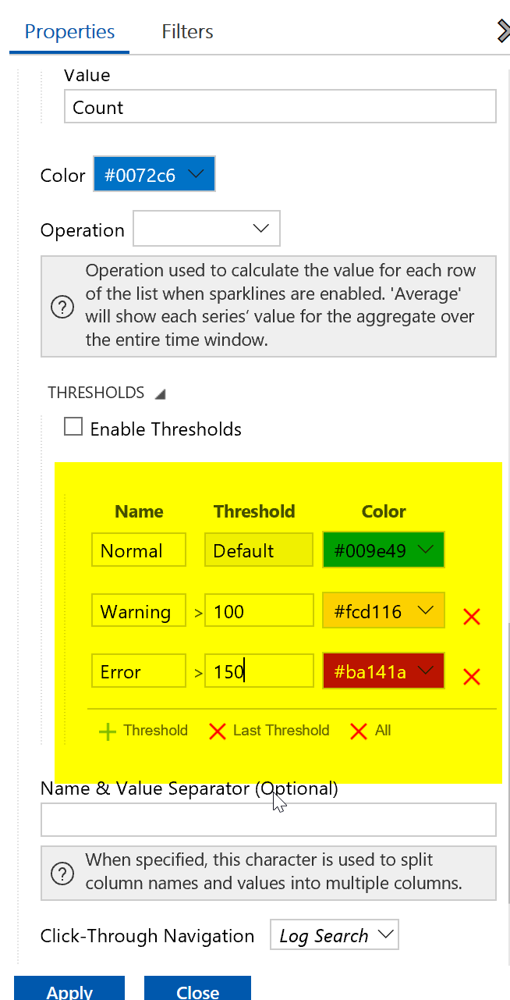 Properties Filters
Value
Count
Color #0072c6
Operation
Operation used to calculate the value for each row
of the list when sparklines are enabled. 'Average'
will show each series’ value for the aggregate over
the entire time window.
THRESHOLDS
Enable Thresholds
Name Threshold Color
Normal Default #009e49
Warning > 100 #fcd116
Error > 150 #ba141a
Threshold Last Threshold All
Name & Value Separator (Optional)
When specified, this character is used to split
column names and values into multiple columns.
Click-Through Navigation Log Search
Apply Close